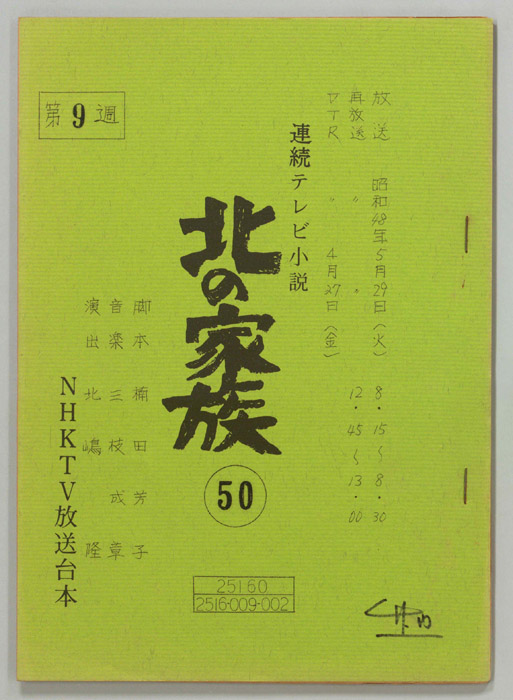 第9週
放送 昭和48年5月29日(火) 8・15〜8・30
再放送 〃 〃 12・45〜13・00
VTR 〃 4月27日(金)
連続テレビ小説
北の家族
50
脚本 楠田芳子
音楽 三枝成章
演出 北嶋隆
NHKTV放送台本
25160
2516-009-002